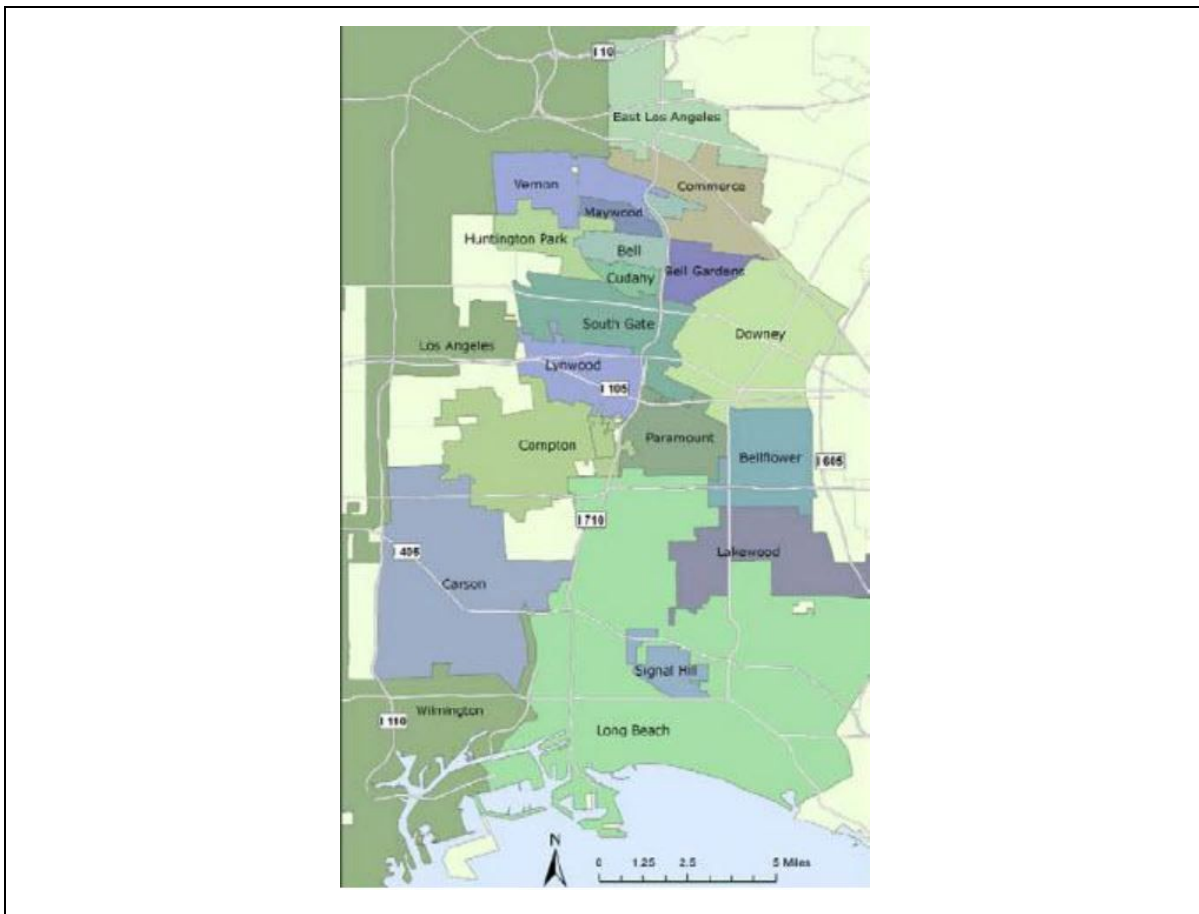 I 10
East Los Angeles
Vernon
Commerce
Maywood
Huntington Park
Bell
Bell Gardens
Cudahy
South Gate
Downey
Los Angeles
Lynwood
I 105
Compton
Paramount
Bellflower
I 605
I 710
I 405
Lakewood
Carson
Signal Hill
Wilmington
I 110
Long Beach
N
0 1.25 2.5 5 Miles